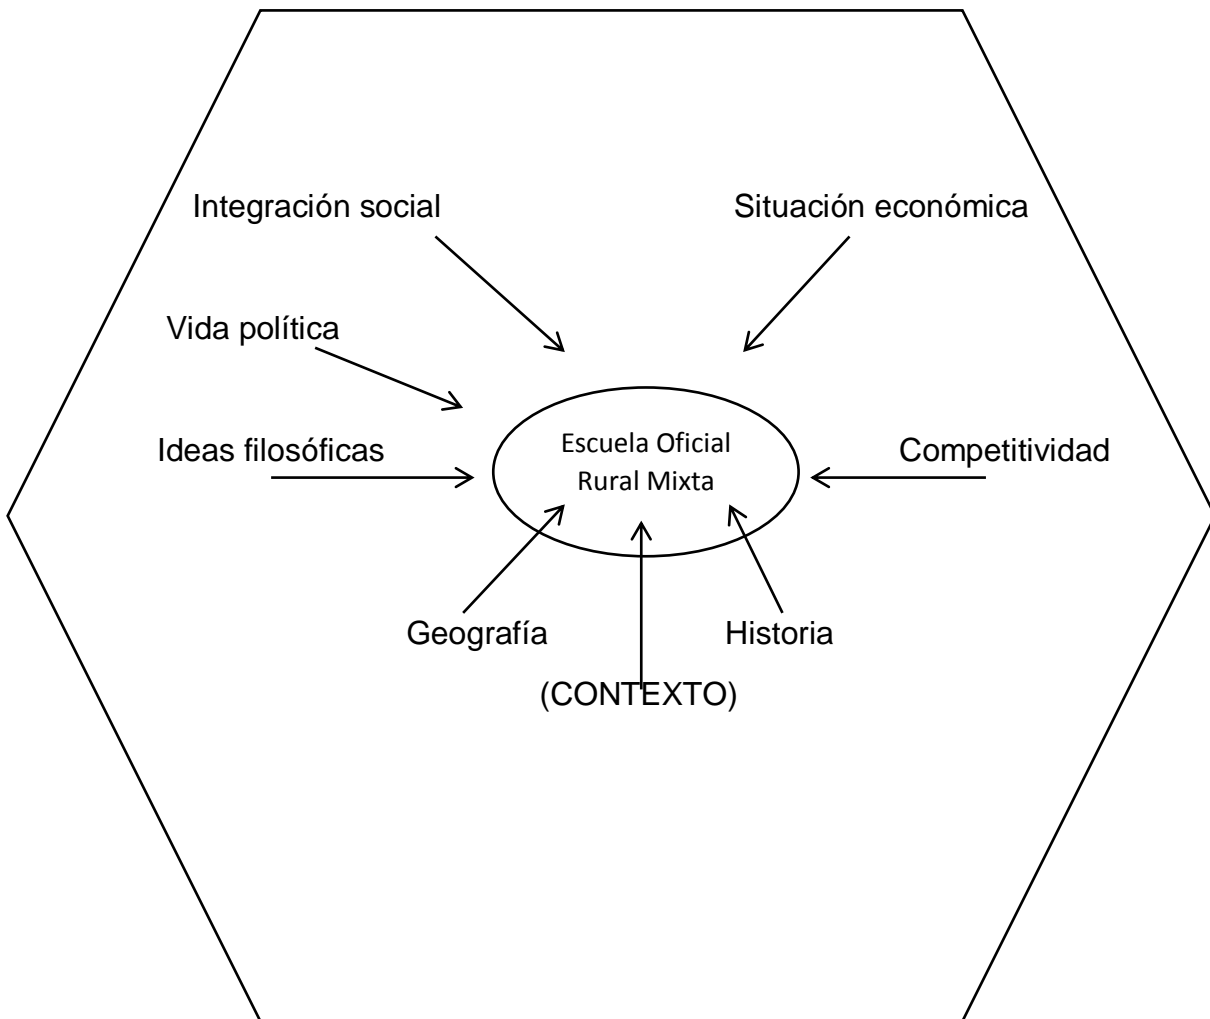 Integración social
Situación económica
Vida política
Escuela Oficial
Rural Mixta
Ideas filosóficas
Competitividad
Geografía
Historia
(CONTEXTO)